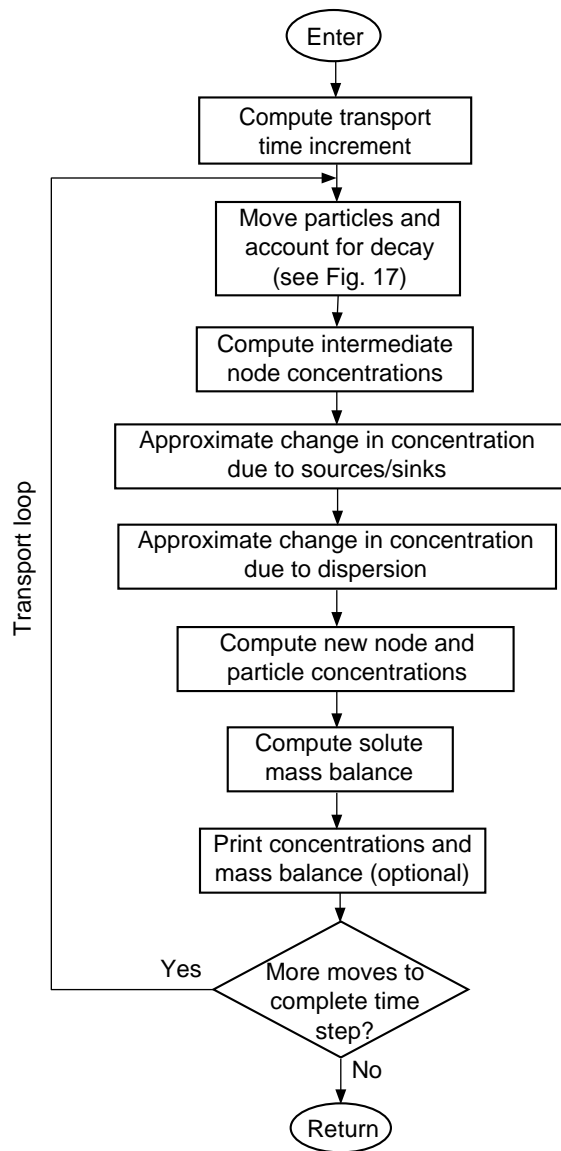 Enter
Compute transport
time increment
Move particles and
account for decay
(see Fig. 17)
Compute intermediate
node concentrations
Approximate change in concentration
due to sources/sinks
Approximate change in concentration
due to dispersion
Transport loop
Compute new node and
particle concentrations
Compute solute
mass balance
Print concentrations and
mass balance (optional)
Yes
More moves to
complete time
step?
No
Return